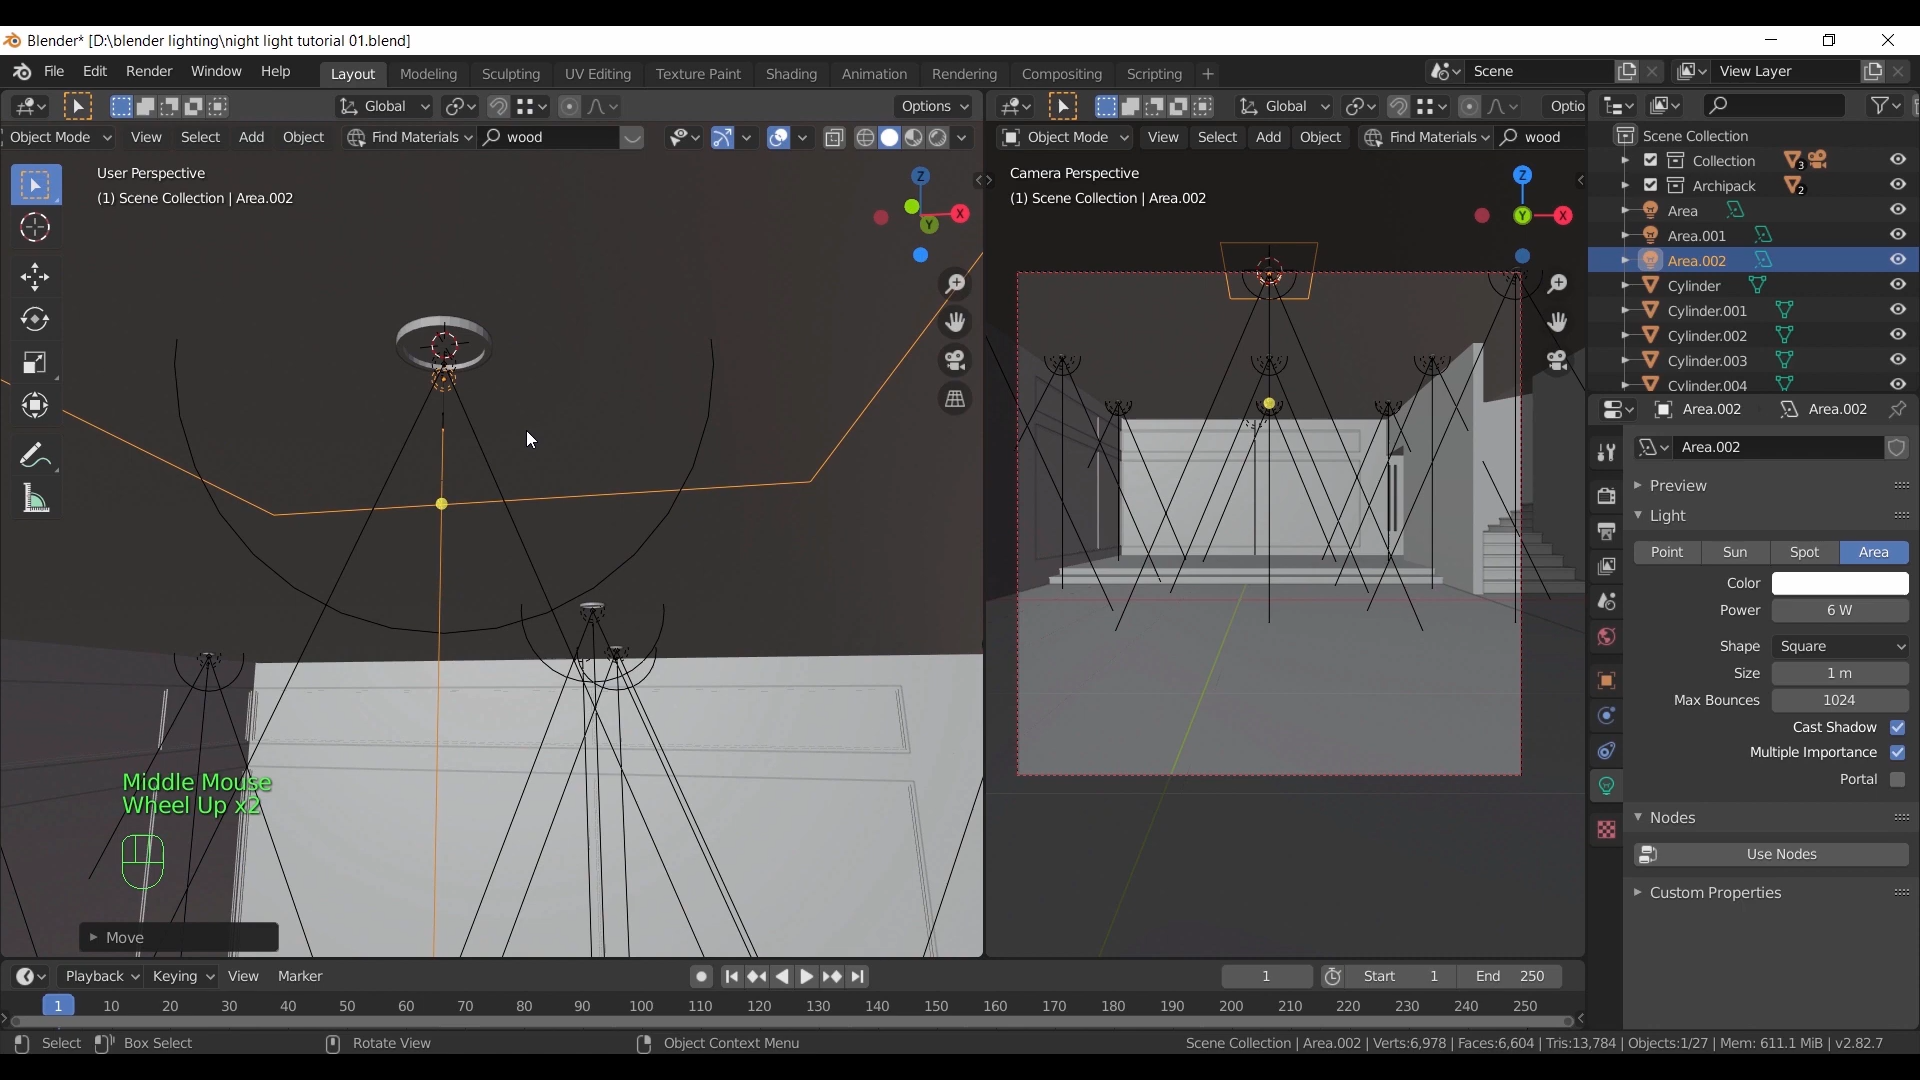 Blender* [D:\blender lighting\night light tutorial 01.blend]
File Edit Render Window Help Layout Modeling Sculpting UV Editing Texture Paint Shading Animation Rendering Compositing Scripting + Scene View Layer
Global Options Global Optio
Object Mode View Select Add Object Find Materials wood Object Mode View Select Add Object Find Materials wood
Scene Collection
Collection 3
Archipack 2
Area
Area.001
Area.002
Cylinder
Cylinder.001
Cylinder.002
Cylinder.003
Cylinder.004
User Perspective
(1) Scene Collection | Area.002
Z
X
Y
Camera Perspective
(1) Scene Collection | Area.002
Z
Y
X
Middle Mouse
Wheel Up x2
Move
Area.002 Area.002
Area.002
Preview
Light
Point Sun Spot Area
Color
Power 6 W
Shape Square
Size 1 m
Max Bounces 1024
Cast Shadow
Multiple Importance
Portal
Nodes
Use Nodes
Custom Properties
Playback Keying View Marker 1 Start 1 End 250
1 10 20 30 40 50 60 70 80 90 100 110 120 130 140 150 160 170 180 190 200 210 220 230 240 250
Select Box Select Rotate View Object Context Menu Scene Collection | Area.002 | Verts:6,978 | Faces:6,604 | Tris:13,784 | Objects:1/27 | Mem: 611.1 MiB | v2.82.7